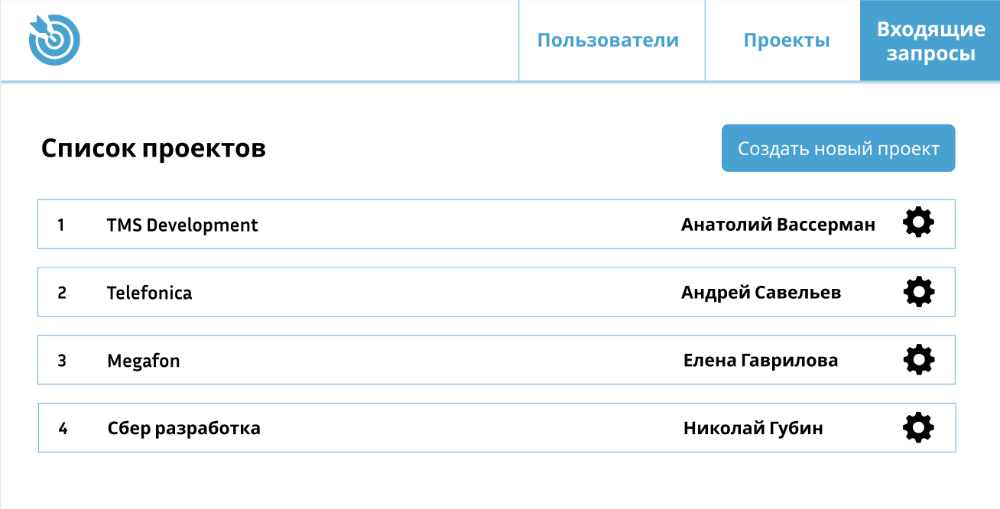 Пользователи
Проекты
Входящие
запросы
Список проектов
Создать новый проект
1 TMS Development Анатолий Вассерман
2 Telefonica Андрей Савельев
3 Megafon Елена Гаврилова
4 Сбер разработка Николай Губин